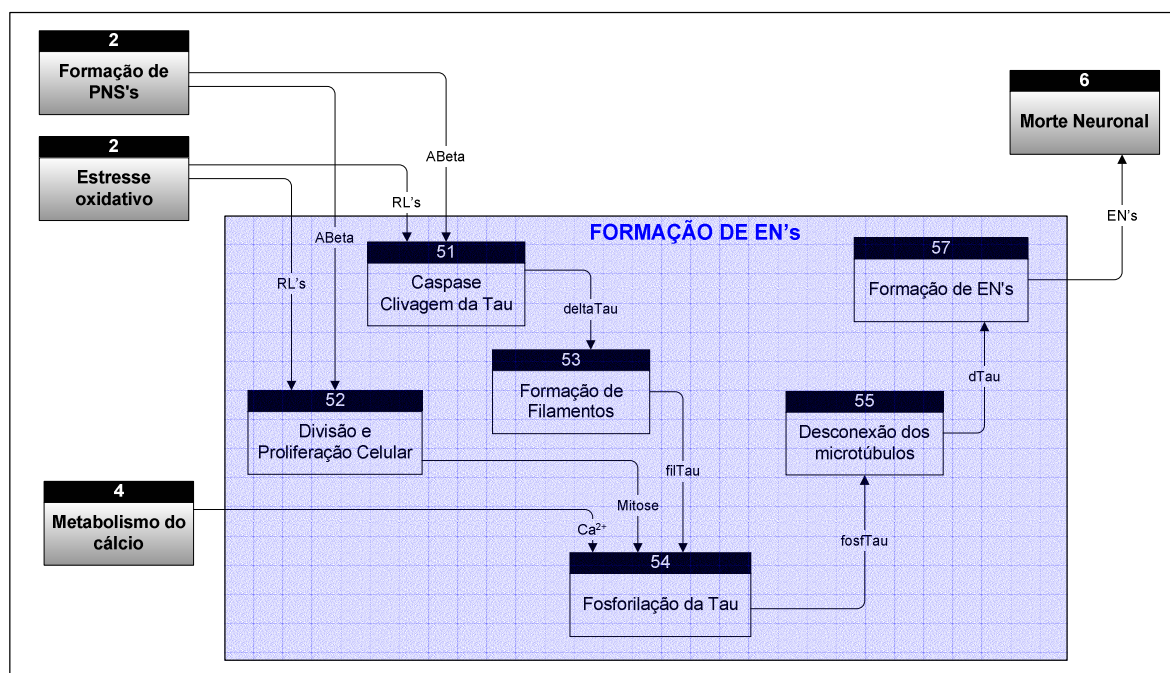 2
Formação de
PNS's
2
Estresse
oxidativo
6
Morte Neuronal
ABeta
RL's
EN's
ABeta
RL's
FORMAÇÃO DE EN's
51
Caspase
Clivagem da Tau
57
Formação de EN's
deltaTau
53
Formação de
Filamentos
dTau
52
Divisão e
Proliferação Celular
55
Desconexão dos
microtúbulos
filTau
4
Metabolismo do
cálcio
Mitose
Ca²⁺
fosfTau
54
Fosforilação da Tau